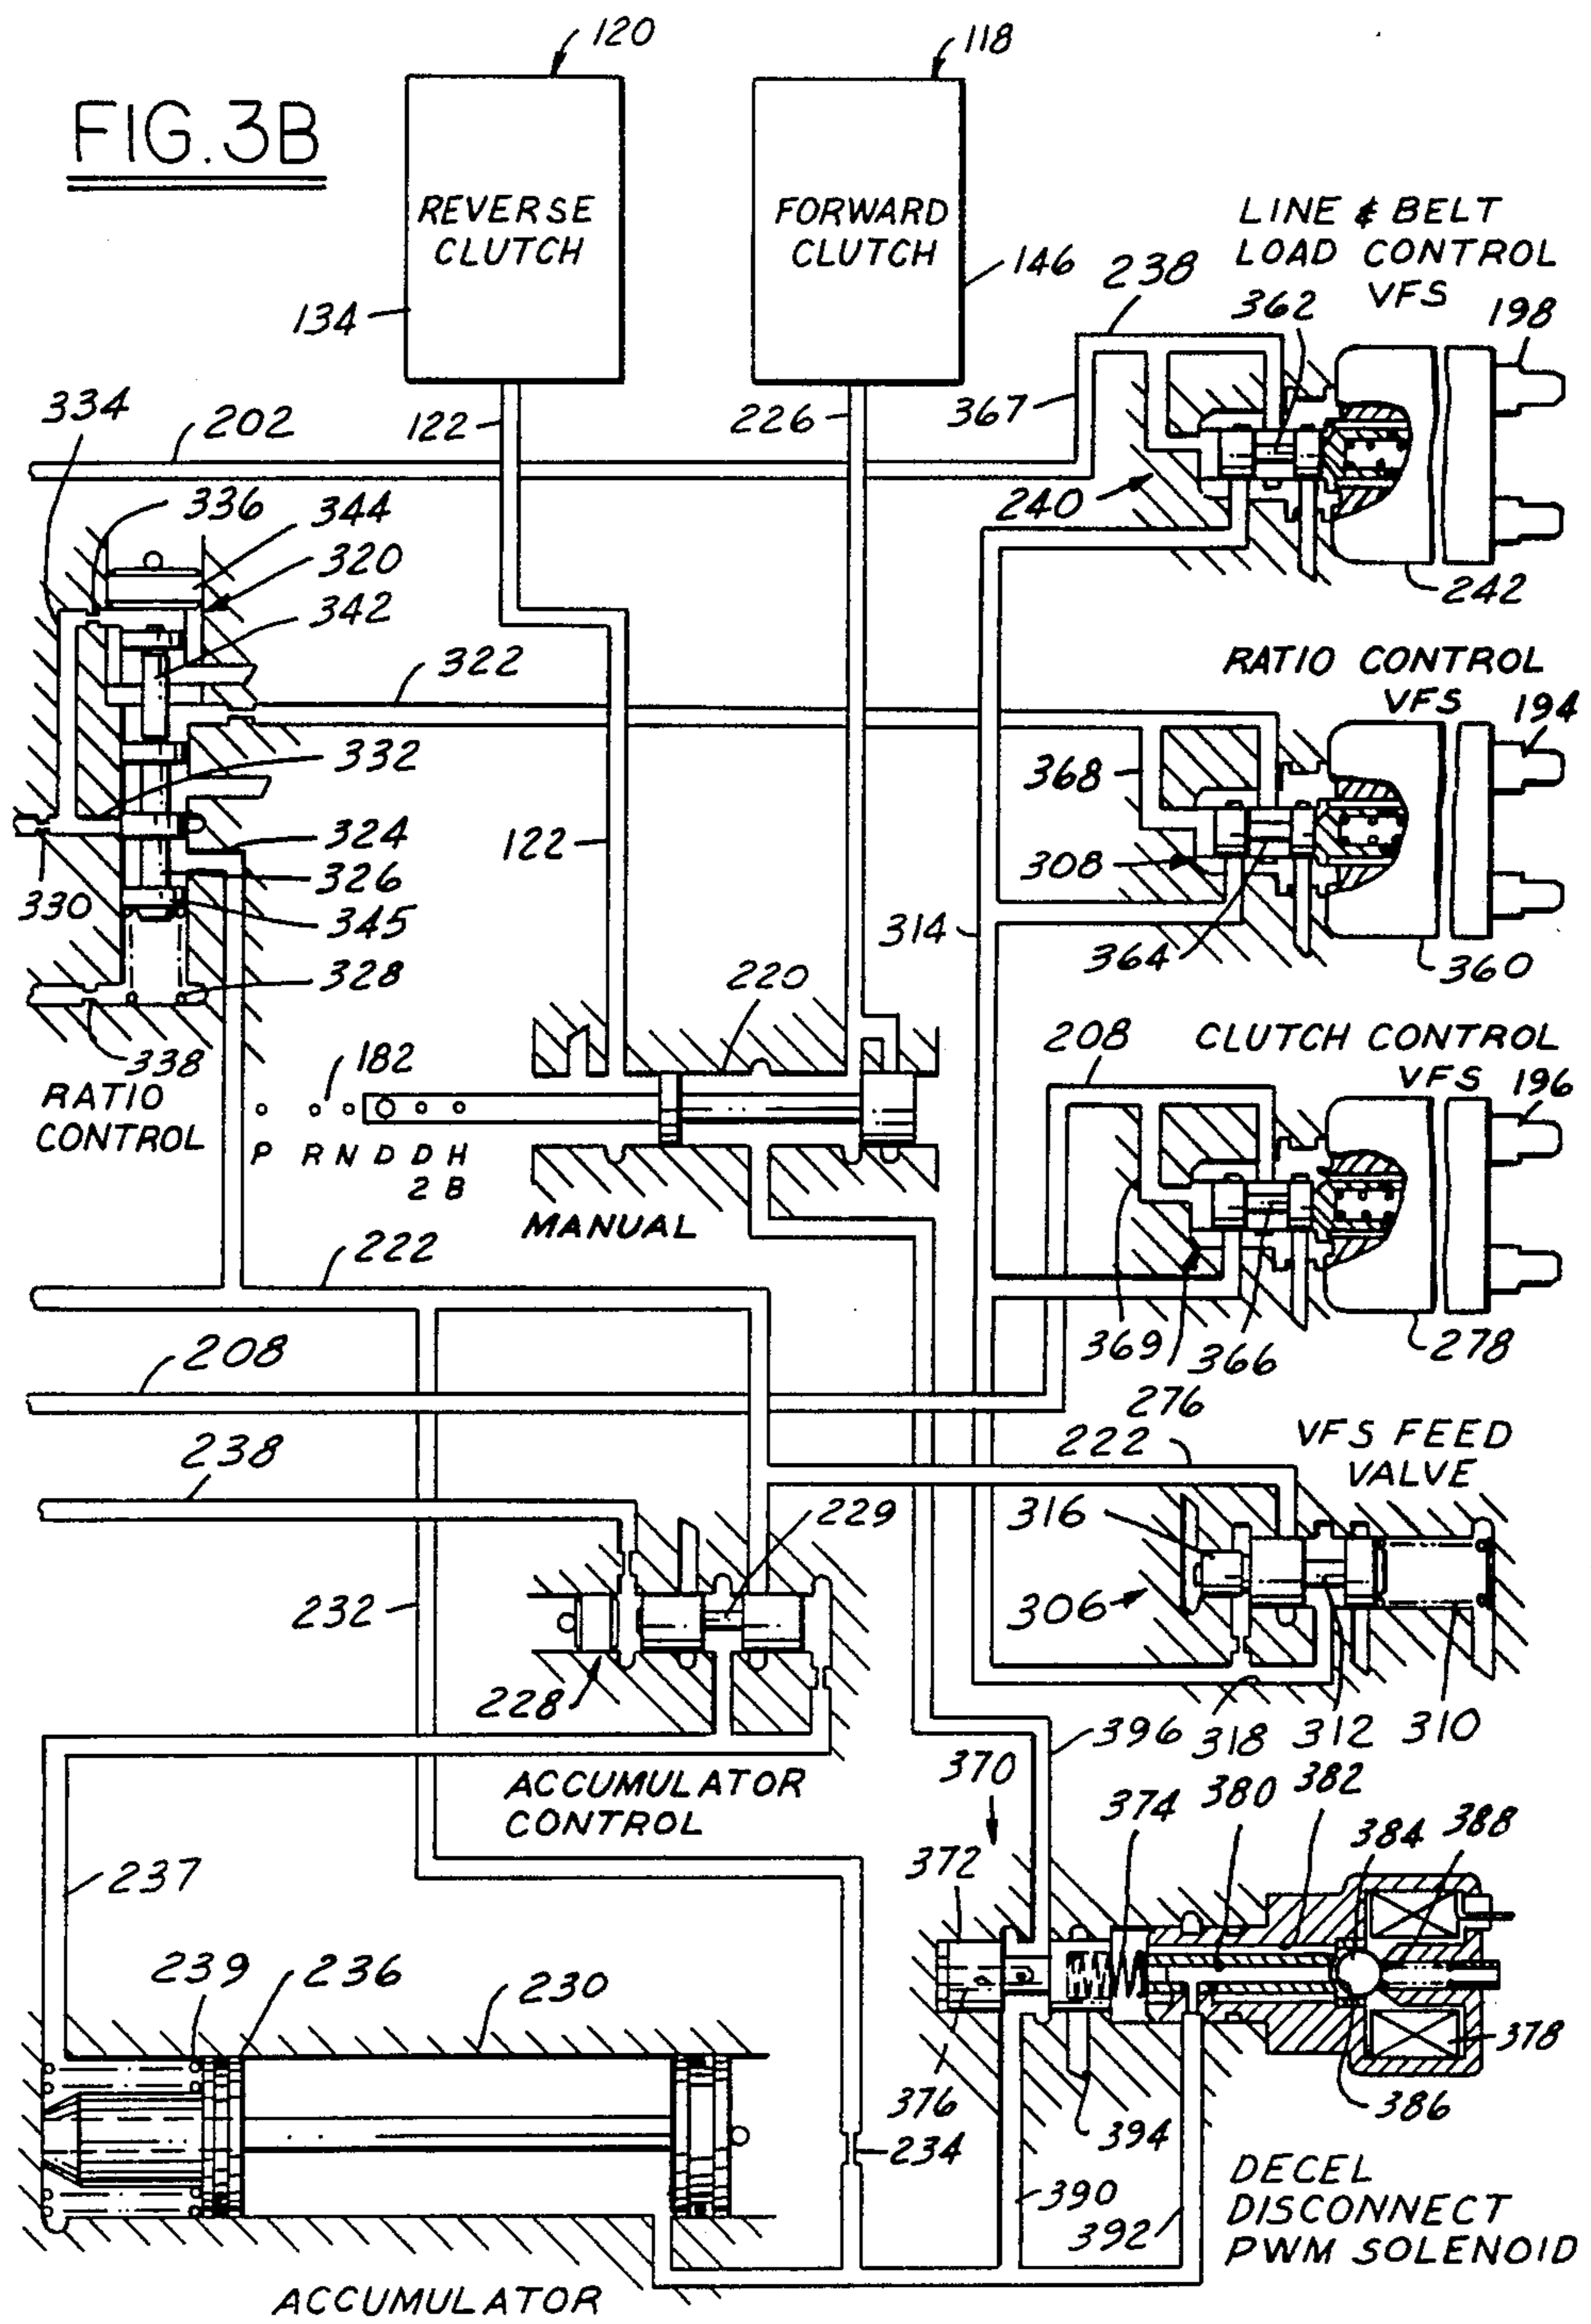 FIG. 3B
120
118
REVERSE
CLUTCH
FORWARD
CLUTCH
134
146
LINE & BELT
LOAD CONTROL
VFS
238
362
198
334
202
122
226
367
336
344
320
342
240
242
322
RATIO CONTROL
VFS
194
332
368
324
122
326
308
330
345
314
364
360
328
220
338
182
208
CLUTCH CONTROL
VFS
196
RATIO
CONTROL
P R N D D H
2 B
MANUAL
222
369
366
278
208
276
238
222
VFS FEED
VALVE
229
316
232
306
228
318
312
310
396
370
ACCUMULATOR
CONTROL
374
380
382
384
388
237
372
239
236
230
378
376
394
386
234
390
392
DECEL
DISCONNECT
PWM SOLENOID
ACCUMULATOR